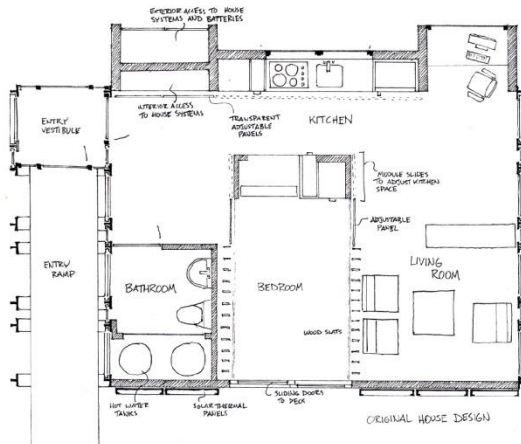 EXTERIOR ACCESS TO HOUSE
SYSTEMS AND BATTERIES
ENTRY
VESTIBULE
INTERIOR ACCESS
TO HOUSE SYSTEMS
TRANSPARENT
ADJUSTABLE
PANELS
KITCHEN
MODULE SLIDES
TO ADJUST KITCHEN
SPACE
ADJUSTABLE
PANEL
ENTRY
RAMP
BATHROOM
BEDROOM
LIVING
ROOM
WOOD SLATS
HOT WATER
TANKS
SOLAR THERMAL
PANELS
SLIDING DOORS
TO DECK
ORIGINAL HOUSE DESIGN